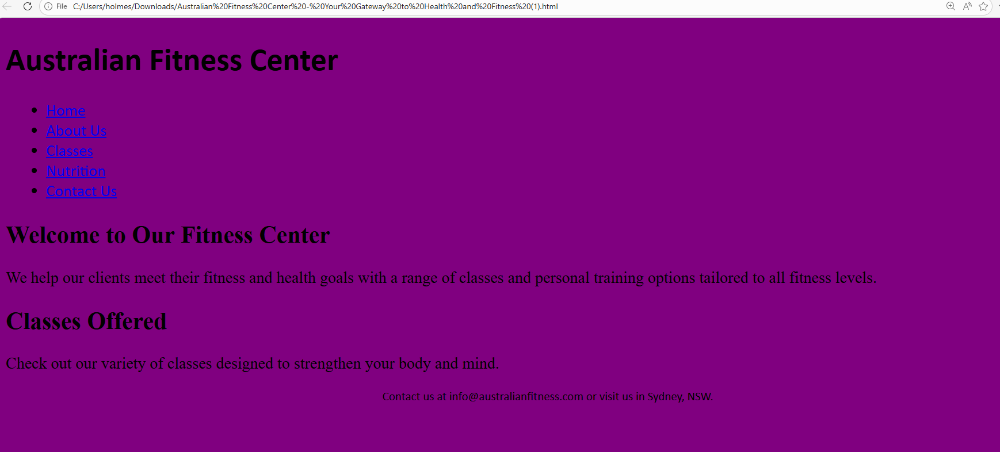 File C:/Users/holmes/Downloads/Australian%20Fitness%20Center%20-%20Your%20Gateway%20to%20Health%20and%20Fitness%20(1).html
Australian Fitness Center
Home
About Us
Classes
Nutrition
Contact Us
Welcome to Our Fitness Center
We help our clients meet their fitness and health goals with a range of classes and personal training options tailored to all fitness levels.
Classes Offered
Check out our variety of classes designed to strengthen your body and mind.
Contact us at info@australianfitness.com or visit us in Sydney, NSW.